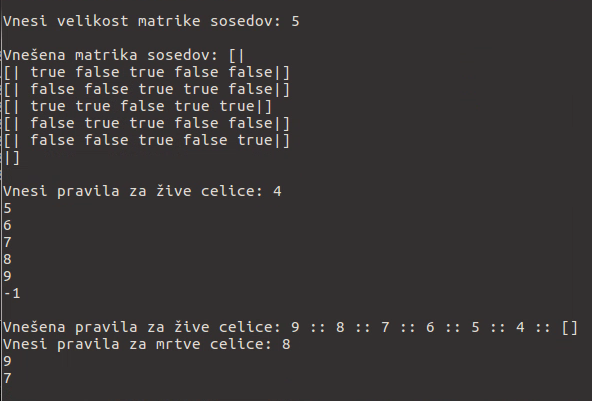 Vnesi velikost matrike sosedov: 5
Vnešena matrika sosedov: [|
[| true false true false false|]
[| false false true true false|]
[| true true false true true|]
[| false true true false false|]
[| false false true false true|]
|]
Vnesi pravila za žive celice: 4
5
6
7
8
9
-1
Vnešena pravila za žive celice: 9 :: 8 :: 7 :: 6 :: 5 :: 4 :: []
Vnesi pravila za mrtve celice: 8
9
7